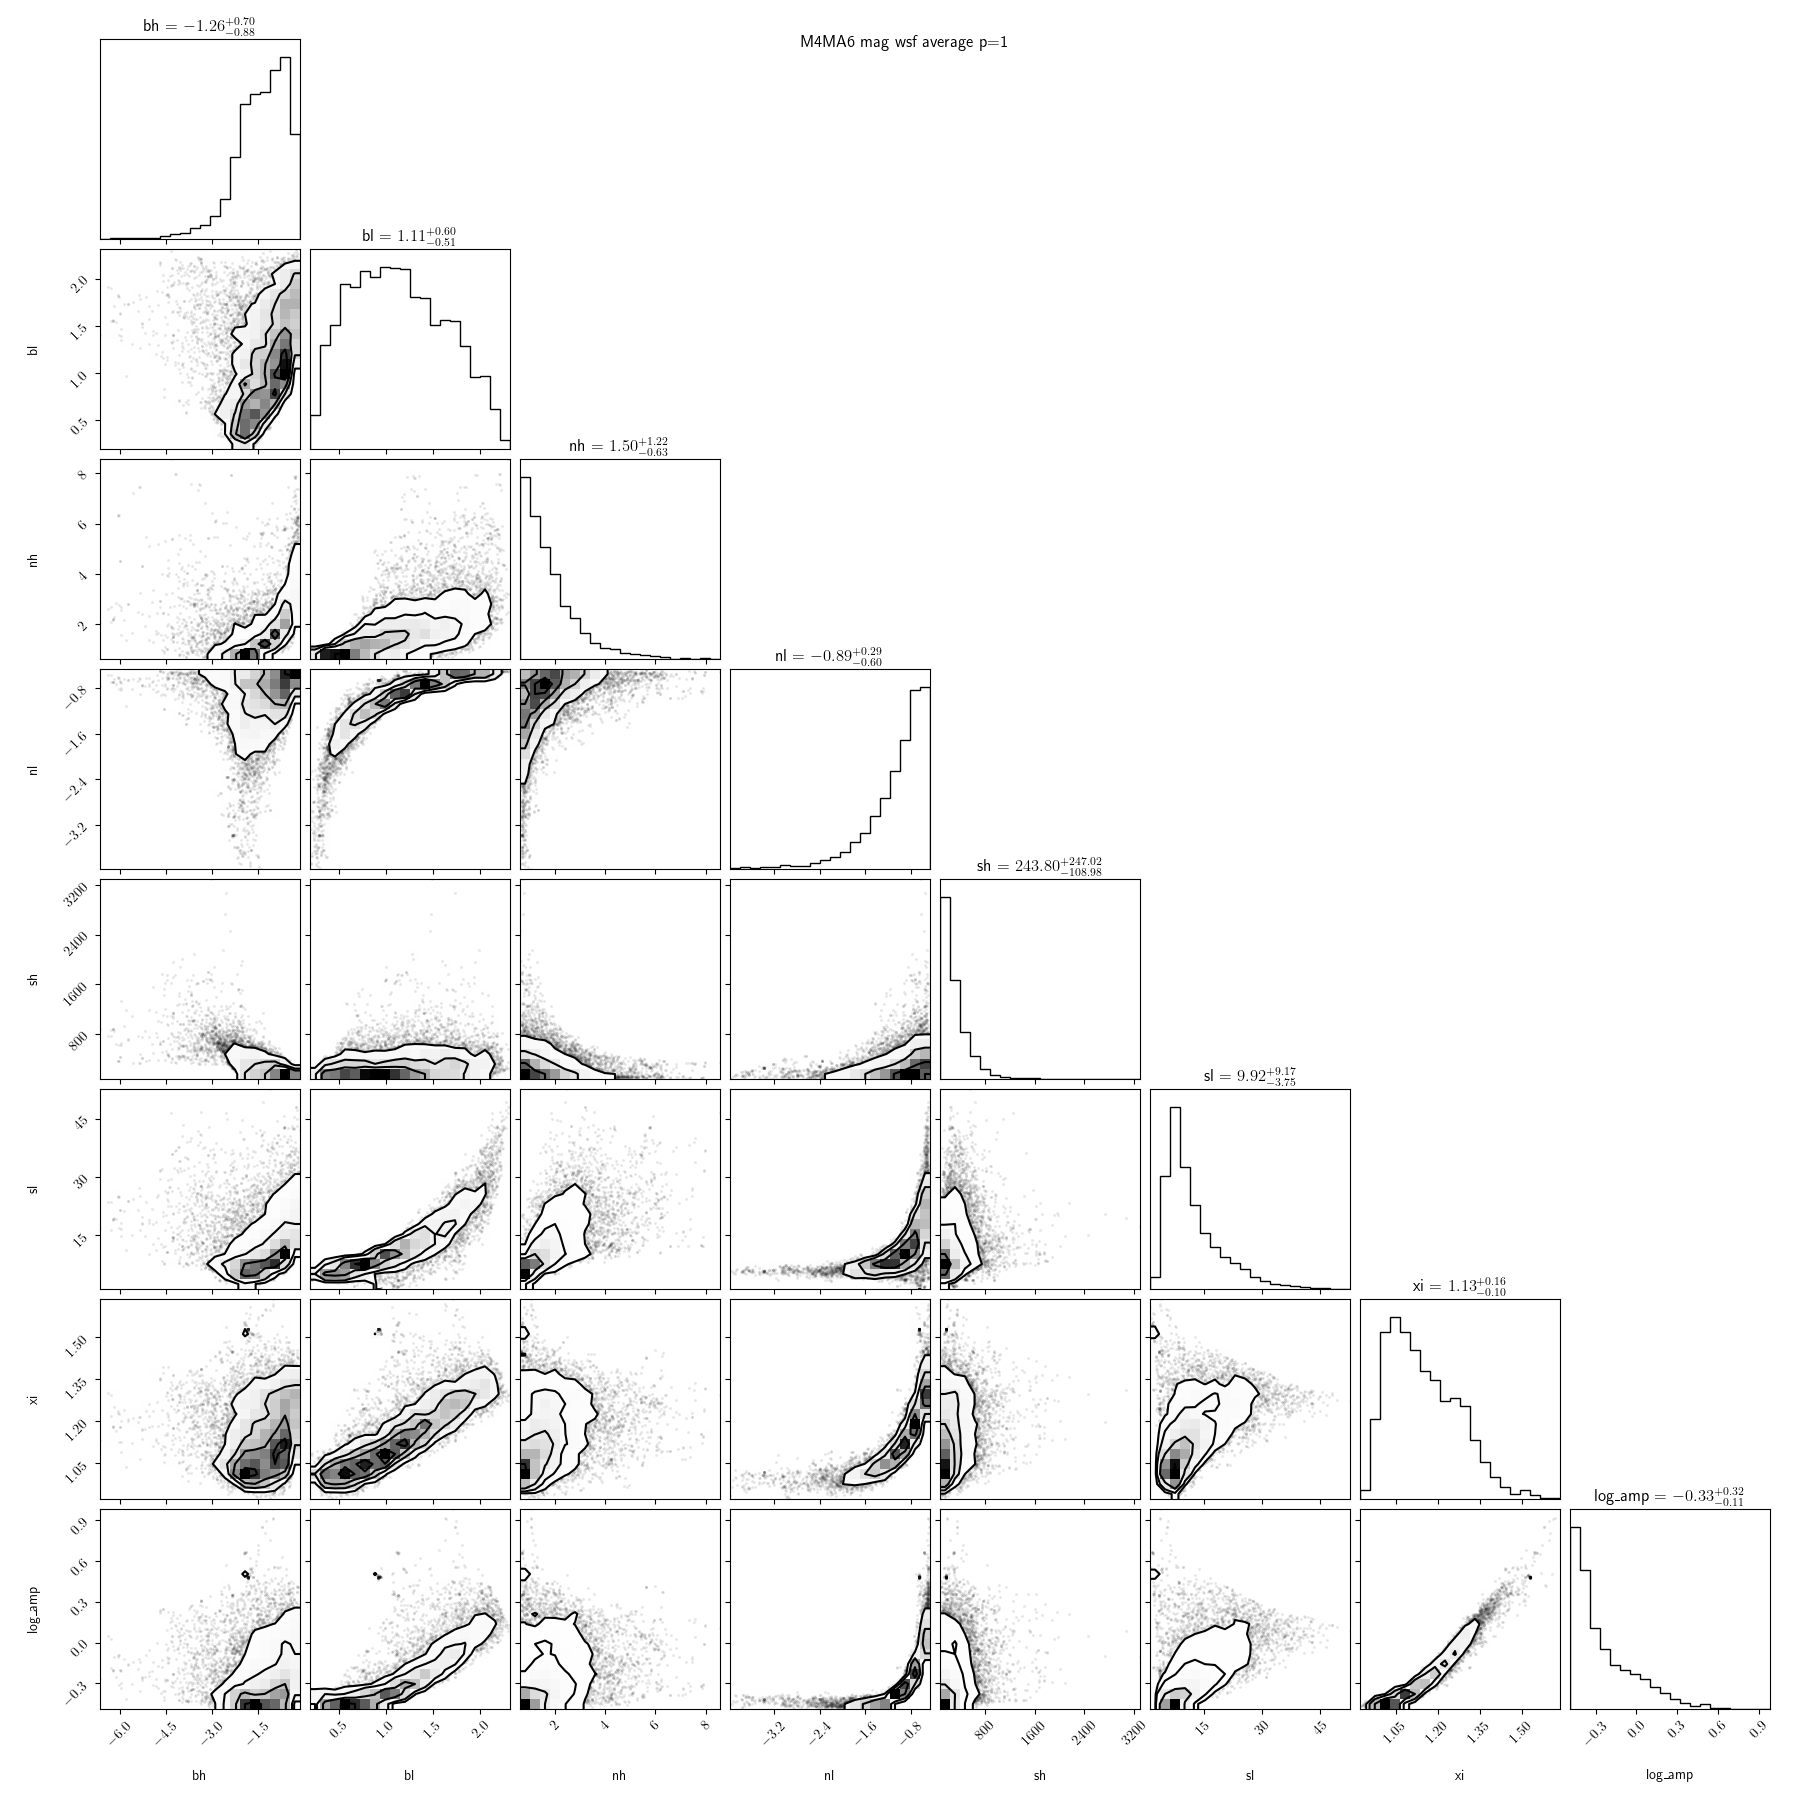 M4MA6 mag wsf average p=1
bh = −1.26+0.70−0.88
bl = 1.11+0.60−0.51
nh = 1.50+1.22−0.63
nl = −0.89+0.29−0.60
sh = 243.80+247.02−108.98
sl = 9.92+9.17−3.75
xi = 1.13+0.16−0.10
log_amp = −0.33+0.32−0.11
bl
2.0
1.5
1.0
0.5
nh
8
6
4
2
nl
−0.8
−1.6
−2.4
−3.2
sh
3200
2400
1600
800
sl
45
30
15
xi
1.50
1.35
1.20
1.05
log_amp
0.9
0.6
0.3
0.0
−0.3
−6.0 −4.5 −3.0 −1.5
0.5 1.0 1.5 2.0
2 4 6 8
−3.2 −2.4 −1.6 −0.8
800 1600 2400 3200
15 30 45
1.05 1.20 1.35 1.50
−0.3 0.0 0.3 0.6 0.9
bh bl nh nl sh sl xi log_amp